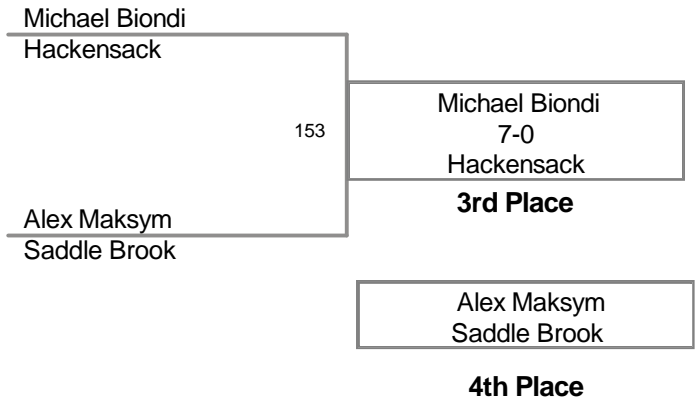 Michael Biondi
Hackensack
153
Michael Biondi
7-0
Hackensack
3rd Place
Alex Maksym
Saddle Brook
Alex Maksym
Saddle Brook
4th Place